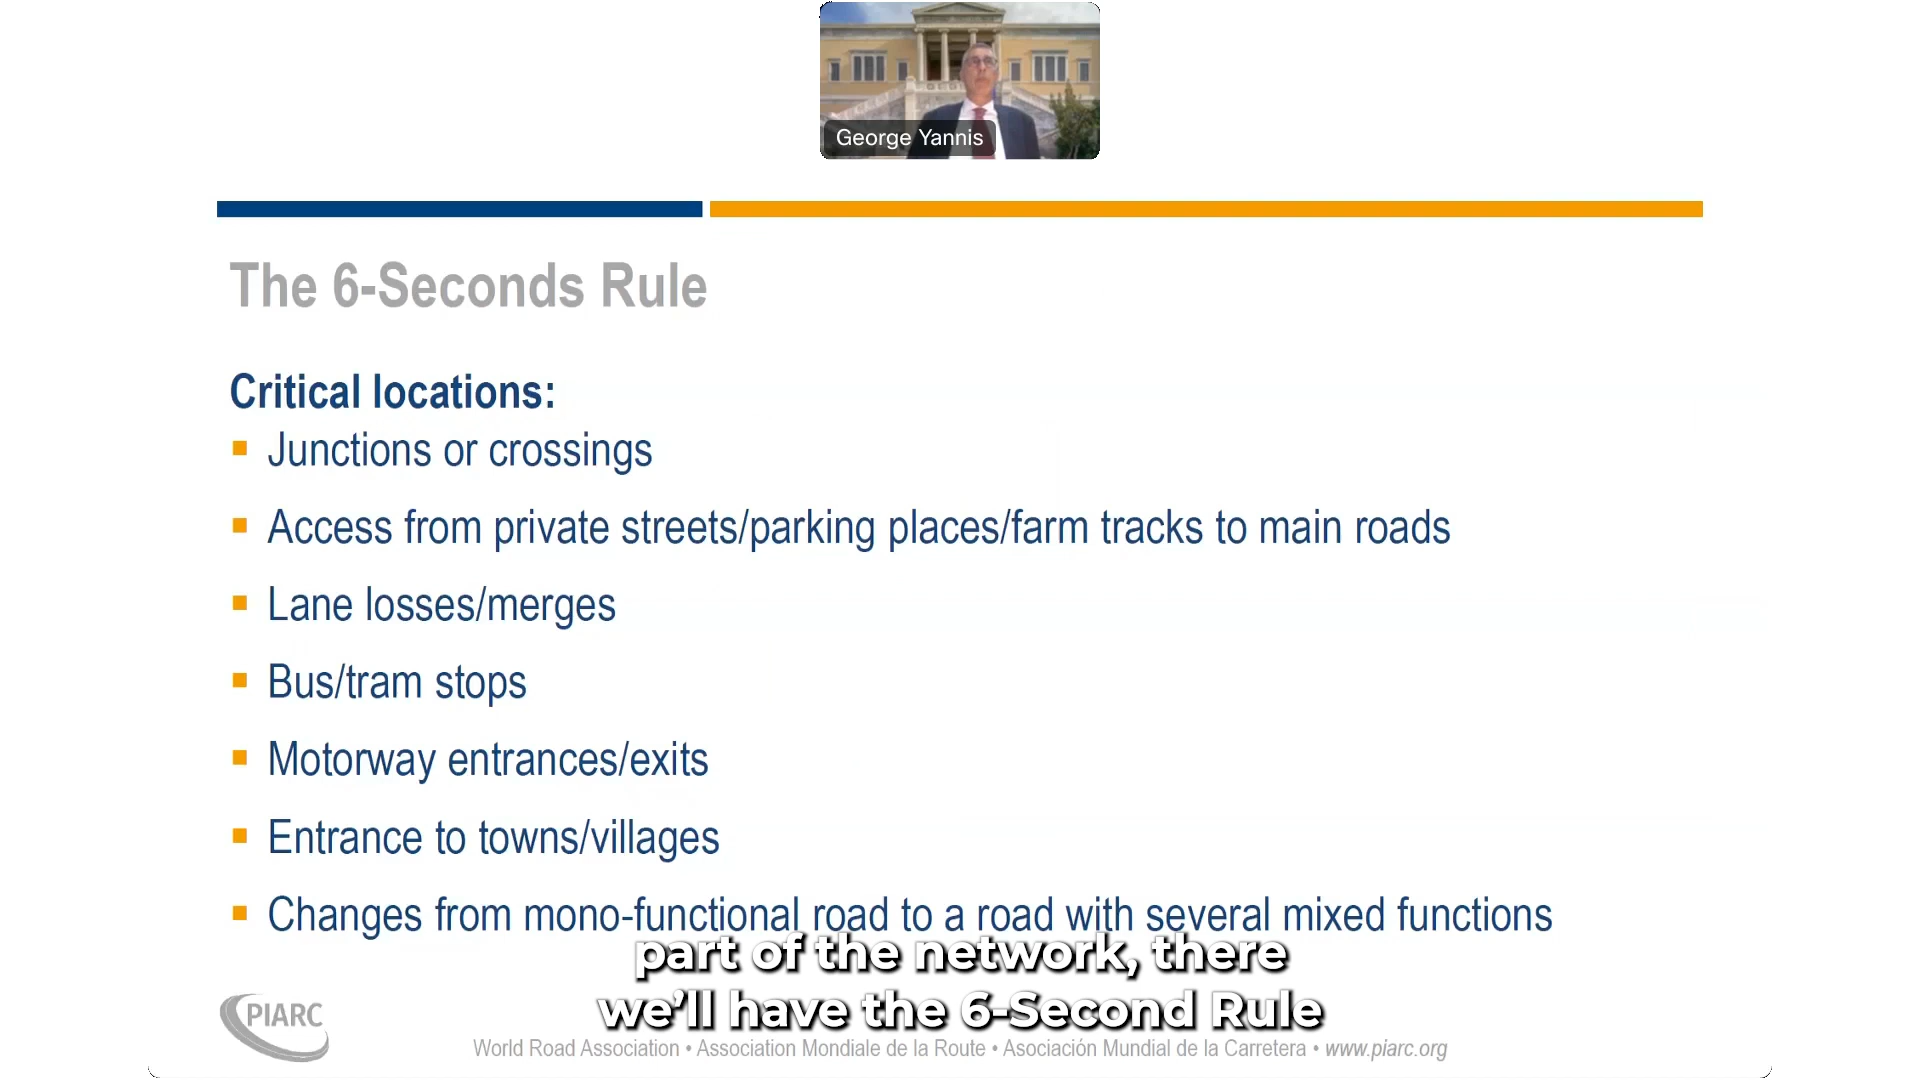 George Yannis
The 6-Seconds Rule
Critical locations:
Junctions or crossings
Access from private streets/parking places/farm tracks to main roads
Lane losses/merges
Bus/tram stops
Motorway entrances/exits
Entrance to towns/villages
Changes from mono-functional road to a road with several mixed functions
part of the network, there
we'll have the 6-Second Rule
PIARC
World Road Association • Association Mondiale de la Route • Asociación Mundial de la Carretera • www.piarc.org